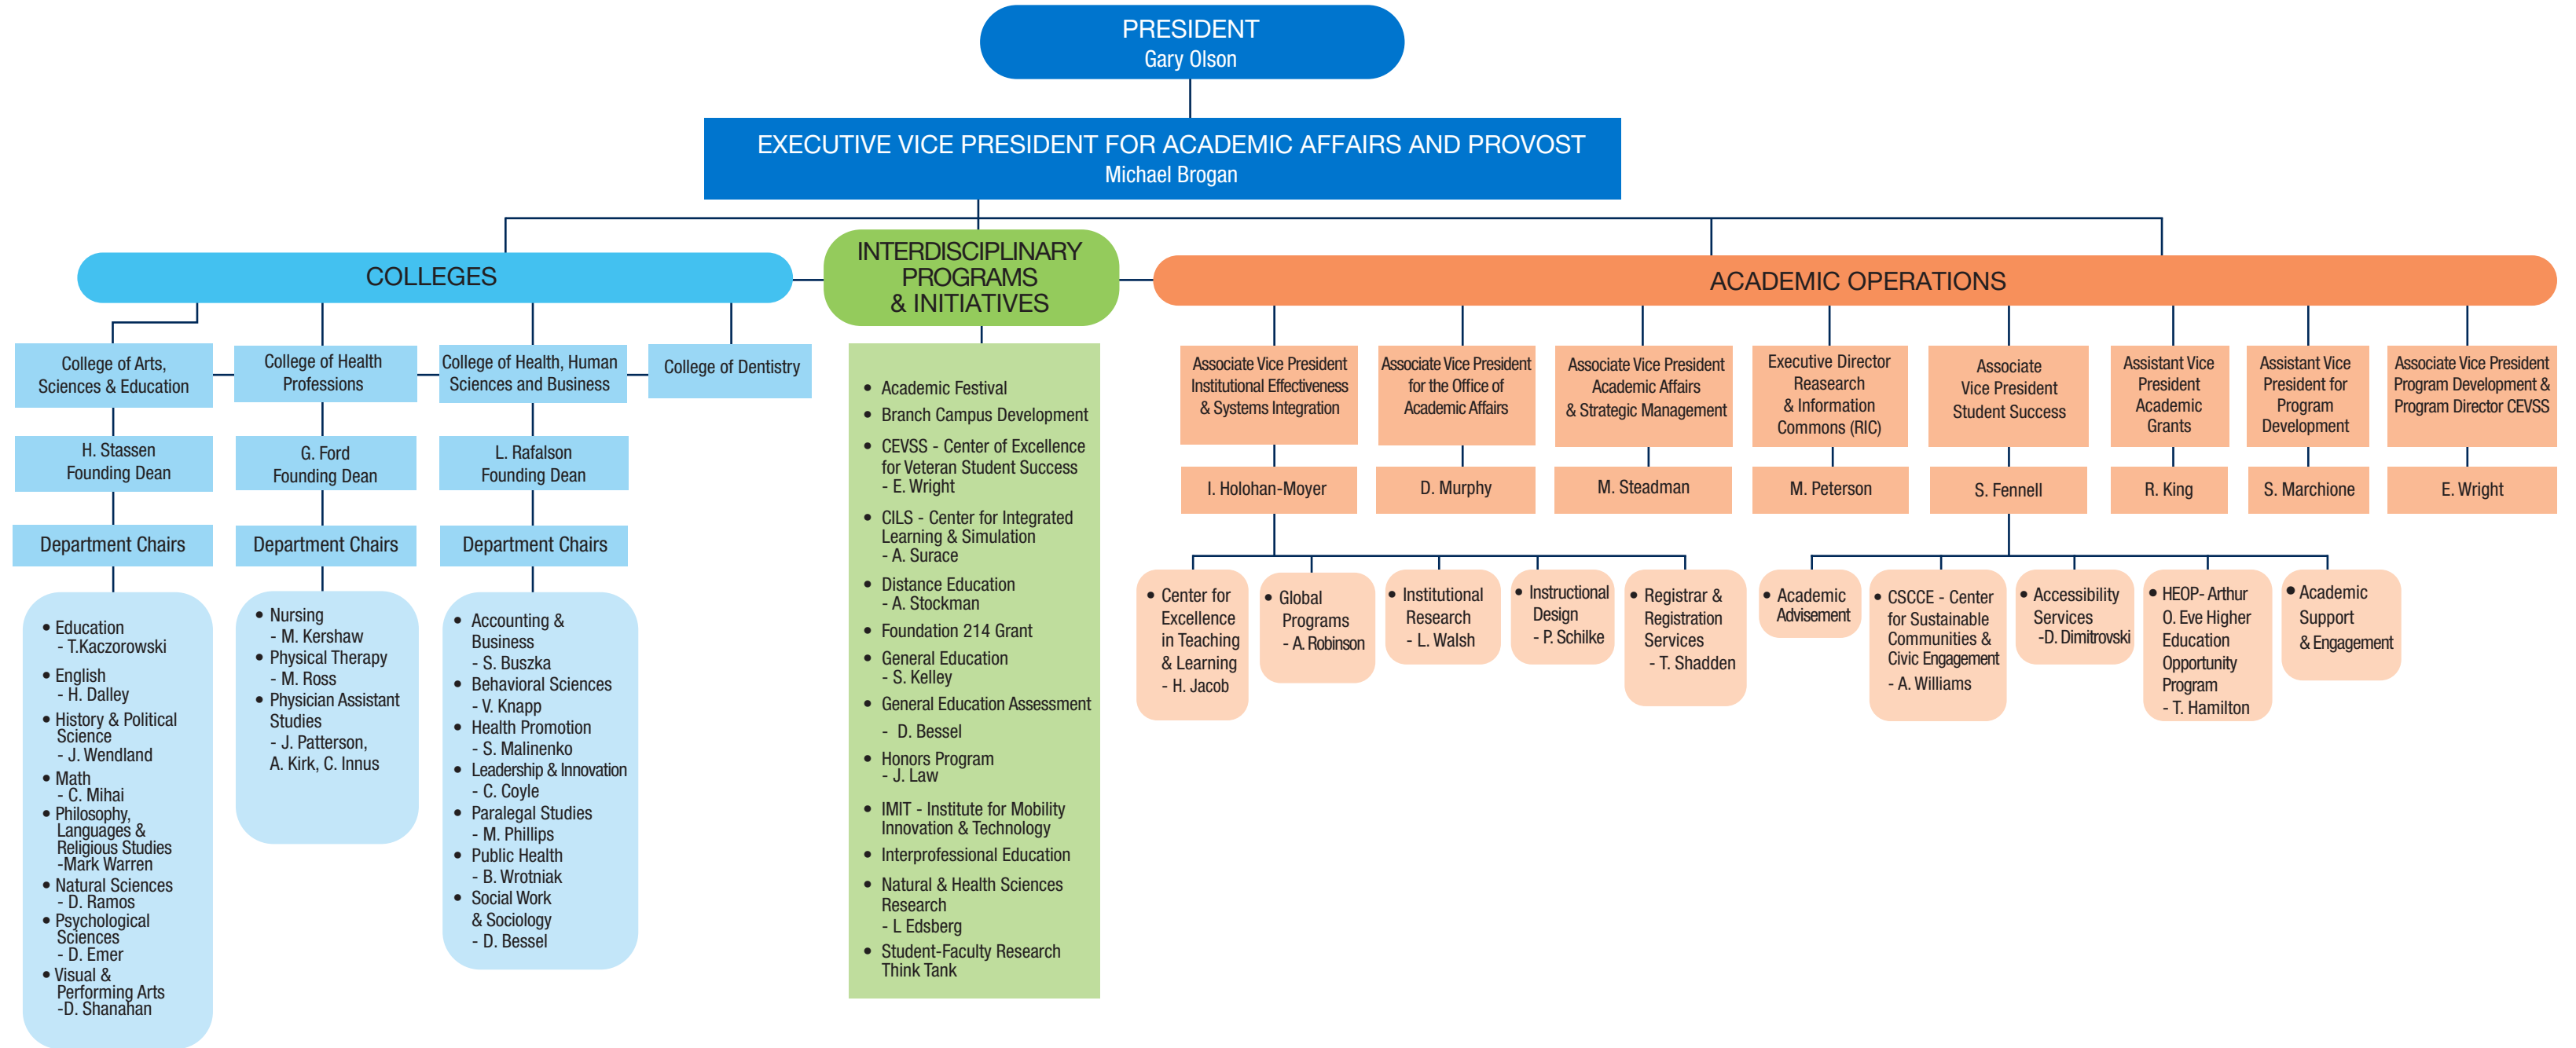 PRESIDENT
Gary Olson
EXECUTIVE VICE PRESIDENT FOR ACADEMIC AFFAIRS AND PROVOST
Michael Brogan
COLLEGES
INTERDISCIPLINARY
PROGRAMS
& INITIATIVES
ACADEMIC OPERATIONS
College of Arts,
Sciences & Education
H. Stassen
Founding Dean
Department Chairs
• Education
- T.Kaczorowski
• English
- H. Dalley
• History & Political
Science
- J. Wendland
• Math
- C. Mihai
• Philosophy,
Languages &
Religious Studies
-Mark Warren
• Natural Sciences
- D. Ramos
• Psychological
Sciences
- D. Emer
• Visual &
Performing Arts
-D. Shanahan
College of Health
Professions
G. Ford
Founding Dean
Department Chairs
• Nursing
- M. Kershaw
• Physical Therapy
- M. Ross
• Physician Assistant
Studies
- J. Patterson,
A. Kirk, C. Innus
College of Health, Human
Sciences and Business
L. Rafalson
Founding Dean
Department Chairs
• Accounting &
Business
- S. Buszka
• Behavioral Sciences
- V. Knapp
• Health Promotion
- S. Malinenko
• Leadership & Innovation
- C. Coyle
• Paralegal Studies
- M. Phillips
• Public Health
- B. Wrotniak
• Social Work
& Sociology
- D. Bessel
College of Dentistry
• Academic Festival
• Branch Campus Development
• CEVSS - Center of Excellence
for Veteran Student Success
- E. Wright
• CILS - Center for Integrated
Learning & Simulation
- A. Surace
• Distance Education
- A. Stockman
• Foundation 214 Grant
• General Education
- S. Kelley
• General Education Assessment
- D. Bessel
• Honors Program
- J. Law
• IMIT - Institute for Mobility
Innovation & Technology
• Interprofessional Education
• Natural & Health Sciences
Research
- L Edsberg
• Student-Faculty Research
Think Tank
Associate Vice President
Institutional Effectiveness
& Systems Integration
I. Holohan-Moyer
Associate Vice President
for the Office of
Academic Affairs
D. Murphy
Associate Vice President
Academic Affairs
& Strategic Management
M. Steadman
Executive Director
Reasearch
& Information
Commons (RIC)
M. Peterson
Associate
Vice President
Student Success
S. Fennell
Assistant Vice
President
Academic
Grants
R. King
Assistant Vice
President for
Program
Development
S. Marchione
Associate Vice President
Program Development &
Program Director CEVSS
E. Wright
• Center for
Excellence
in Teaching
& Learning
- H. Jacob
• Global
Programs
- A. Robinson
• Institutional
Research
- L. Walsh
• Instructional
Design
- P. Schilke
• Registrar &
Registration
Services
- T. Shadden
• Academic
Advisement
• CSCCE - Center
for Sustainable
Communities &
Civic Engagement
- A. Williams
• Accessibility
Services
-D. Dimitrovski
• HEOP- Arthur
O. Eve Higher
Education
Opportunity
Program
- T. Hamilton
• Academic
Support
& Engagement